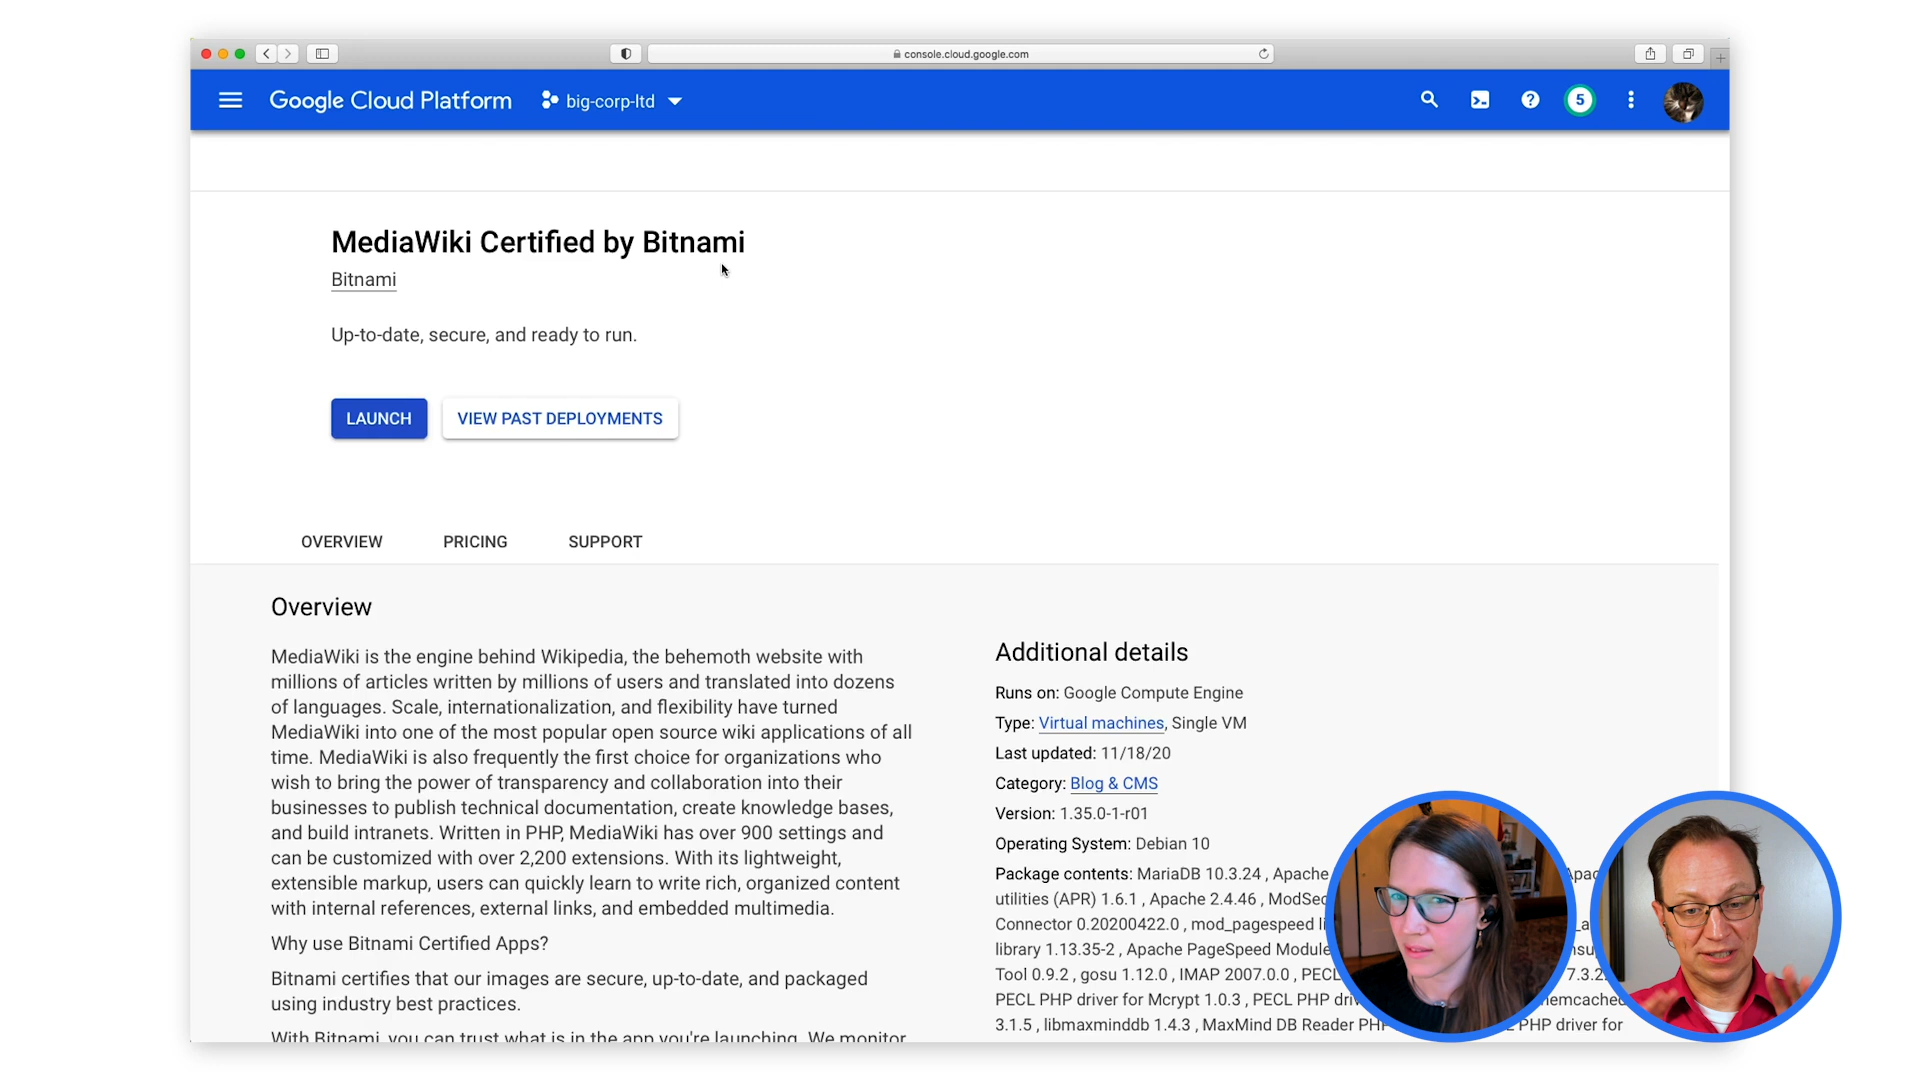 console.cloud.google.com
Google Cloud Platform
big-corp-ltd
5
MediaWiki Certified by Bitnami
Bitnami
Up-to-date, secure, and ready to run.
LAUNCH
VIEW PAST DEPLOYMENTS
OVERVIEW
PRICING
SUPPORT
Overview
MediaWiki is the engine behind Wikipedia, the behemoth website with
millions of articles written by millions of users and translated into dozens
of languages. Scale, internationalization, and flexibility have turned
MediaWiki into one of the most popular open source wiki applications of all
time. MediaWiki is also frequently the first choice for organizations who
wish to bring the power of transparency and collaboration into their
businesses to publish technical documentation, create knowledge bases,
and build intranets. Written in PHP, MediaWiki has over 900 settings and
can be customized with over 2,200 extensions. With its lightweight,
extensible markup, users can quickly learn to write rich, organized content
with internal references, external links, and embedded multimedia.
Why use Bitnami Certified Apps?
Bitnami certifies that our images are secure, up-to-date, and packaged
using industry best practices.
With Bitnami, you can trust what is in the app you're launching. We monitor
Additional details
Runs on: Google Compute Engine
Type: Virtual machines, Single VM
Last updated: 11/18/20
Category: Blog & CMS
Version: 1.35.0-1-r01
Operating System: Debian 10
Package contents: MariaDB 10.3.24 , Apache
utilities (APR) 1.6.1 , Apache 2.4.46 ,
Connector 0.20200422.0 , mod_pagespeed
library 1.13.35-2 , Apache PageSpeed Module
Tool 0.9.2 , gosu 1.12.0 , IMAP 2007.0.0 , PECL
PECL PHP driver for Mcrypt 1.0.3 , PECL PHP
3.1.5 , libmaxminddb 1.4.3 , MaxMind DB Reader PHP PHP driver for